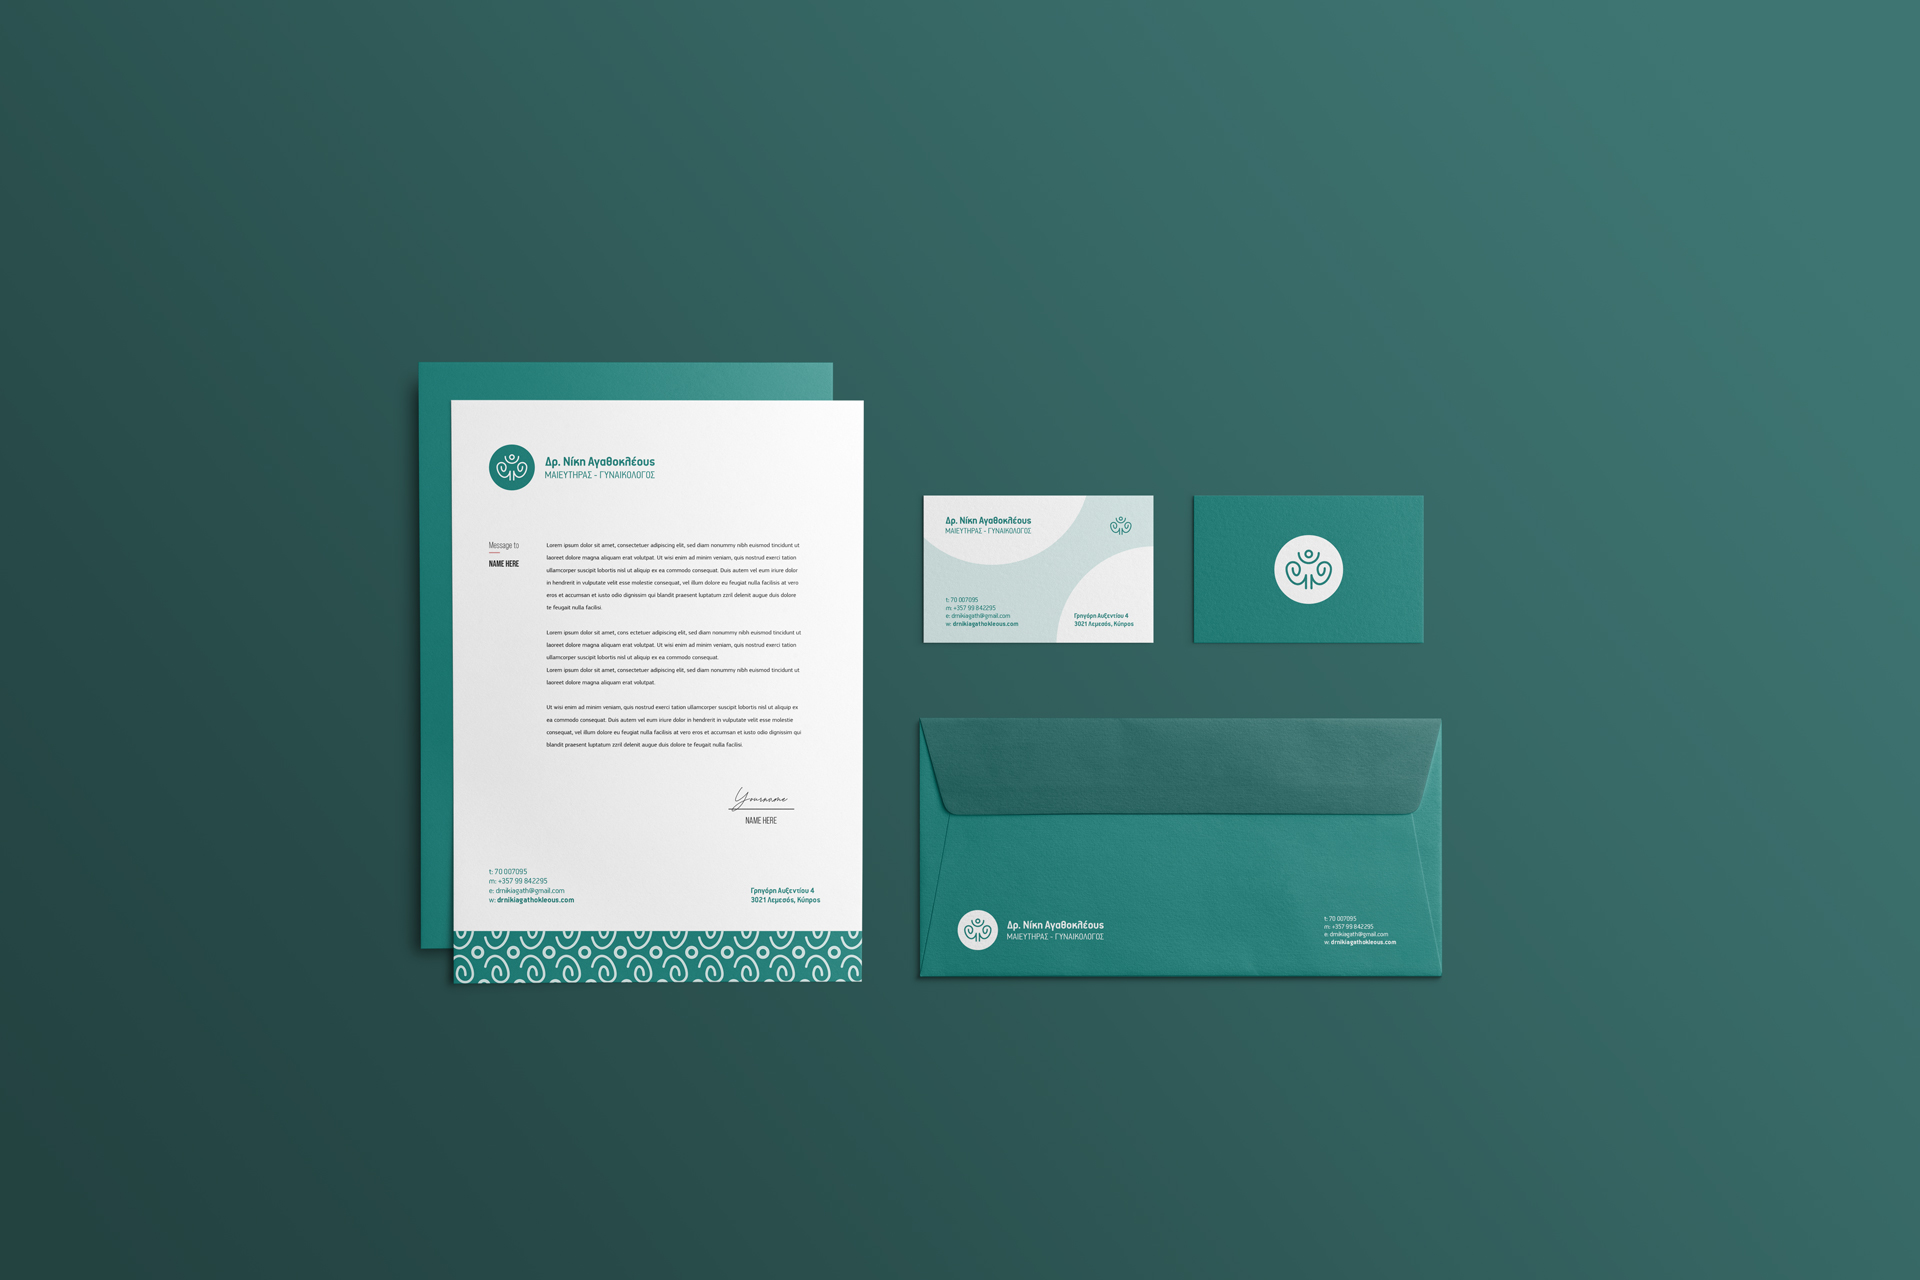 Δρ. Νίκη Αγαθοκλέους
ΜΑΙΕΥΤΗΡΑΣ - ΓΥΝΑΙΚΟΛΟΓΟΣ
Message to
NAME HERE
Lorem ipsum dolor sit amet, consectetuer adipiscing elit, sed diam nonummy nibh euismod tincidunt ut
laoreet dolore magna aliquam erat volutpat. Ut wisi enim ad minim veniam, quis nostrud exerci tation
ullamcorper suscipit lobortis nisl ut aliquip ex ea commodo consequat. Duis autem vel eum iriure dolor
in hendrerit in vulputate velit esse molestie consequat, vel illum dolore eu feugiat nulla facilisis at vero
eros et accumsan et iusto odio dignissim qui blandit praesent luptatum zzril delenit augue duis dolore
te feugait nulla facilisi.
Lorem ipsum dolor sit amet, cons ectetuer adipiscing elit, sed diam nonummy nibh euismod tincidunt ut
laoreet dolore magna aliquam erat volutpat. Ut wisi enim ad minim veniam, quis nostrud exerci tation
ullamcorper suscipit lobortis nisl ut aliquip ex ea commodo consequat.
Lorem ipsum dolor sit amet, consectetuer adipiscing elit, sed diam nonummy nibh euismod tincidunt ut
laoreet dolore magna aliquam erat volutpat.
Ut wisi enim ad minim veniam, quis nostrud exerci tation ullamcorper suscipit lobortis nisl ut aliquip ex
ea commodo consequat. Duis autem vel eum iriure dolor in hendrerit in vulputate velit esse molestie
consequat, vel illum dolore eu feugiat nulla facilisis at vero eros et accumsan et iusto odio dignissim qui
blandit praesent luptatum zzril delenit augue duis dolore te feugait nulla facilisi.
Yourname
NAME HERE
t: 70 007095
m: +357 99 842295
e: drnikiagath@gmail.com
w: drnikiagathokleous.com
Γρηγόρη Αυξεντίου 4
3021 Λεμεσός, Κύπρος
Δρ. Νίκη Αγαθοκλέους
ΜΑΙΕΥΤΗΡΑΣ - ΓΥΝΑΙΚΟΛΟΓΟΣ
t: 70 007095
m: +357 99 842295
e: drnikiagath@gmail.com
w: drnikiagathokleous.com
Γρηγόρη Αυξεντίου 4
3021 Λεμεσός, Κύπρος
Δρ. Νίκη Αγαθοκλέους
ΜΑΙΕΥΤΗΡΑΣ - ΓΥΝΑΙΚΟΛΟΓΟΣ
t: 70 007095
m: +357 99 842295
e: drnikiagath@gmail.com
w: drnikiagathokleous.com